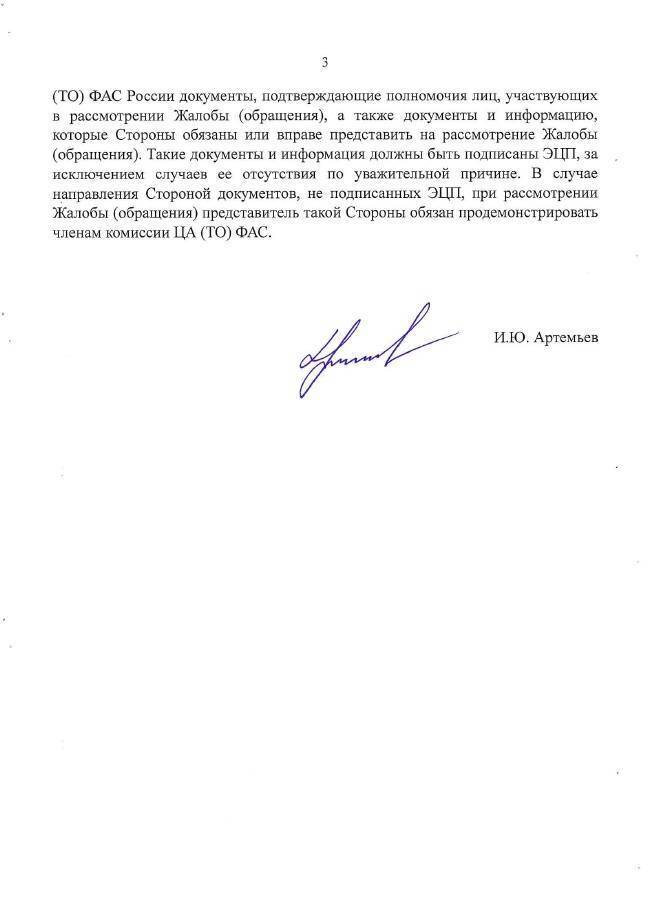 3
(ТО) ФАС России документы, подтверждающие полномочия лиц, участвующих
в рассмотрении Жалобы (обращения), а также документы и информацию,
которые Стороны обязаны или вправе представить на рассмотрение Жалобы
(обращения). Такие документы и информация должны быть подписаны ЭЦП, за
исключением случаев ее отсутствия по уважительной причине. В случае
направления Стороной документов, не подписанных ЭЦП, при рассмотрении
Жалобы (обращения) представитель такой Стороны обязан продемонстрировать
членам комиссии ЦА (ТО) ФАС.
И.Ю. Артемьев